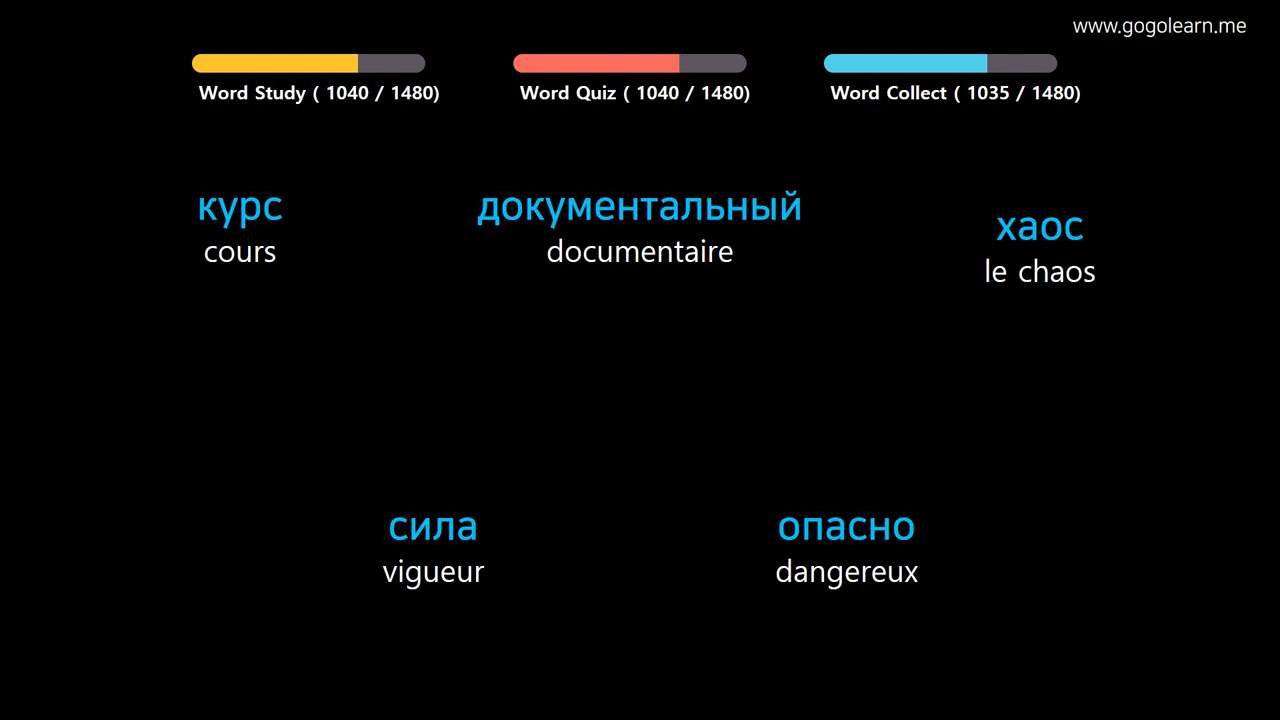 www.gogolearn.me
Word Study ( 1040 / 1480)
Word Quiz ( 1040 / 1480)
Word Collect ( 1035 / 1480)
курс
cours
документальный
documentaire
хаос
le chaos
сила
vigueur
опасно
dangereux